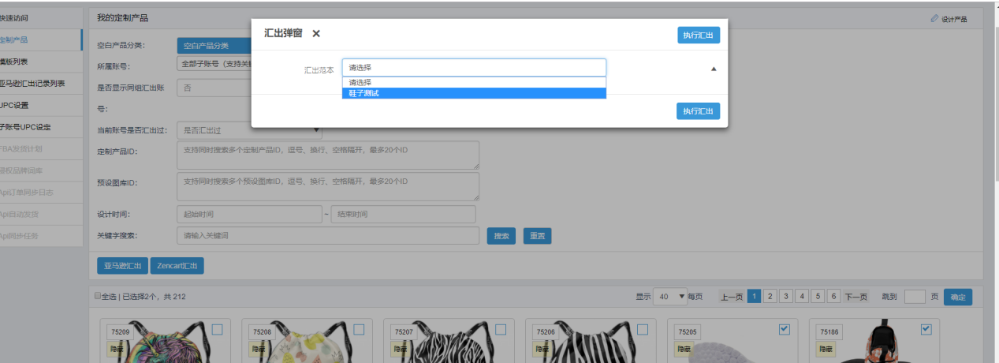 快速访问
定制产品
模版列表
亚马逊汇出记录列表
UPC设置
子账号UPC设定
FBA发货计划
侵权品牌词库
Api订单同步日志
Api自动发货
Api同步任务
我的定制产品
设计产品
汇出弹窗 ×
执行汇出
汇出范本
请选择
请选择
鞋子测试
执行汇出
空白产品分类：
空白产品分类
所属账号：
全部子账号（支持关
是否显示同组汇出账号：
否
当前账号是否汇出过：
是否汇出过
定制产品ID：
支持同时搜索多个定制产品ID，逗号、换行、空格隔开，最多20个ID
预设图库ID：
支持同时搜索多个预设图库ID，逗号、换行、空格隔开，最多20个ID
设计时间：
起始时间 ~ 结束时间
关键字搜索：
请输入关键词
搜索 重置
亚马逊汇出 Zencart汇出
全选 | 已选择2个，共 212
显示 40 每页 上一页 1 2 3 4 5 6 下一页 跳到 页 确定
75209 75208 75207 75206 75205 75186
隐藏 隐藏 隐藏 隐藏 隐藏 隐藏